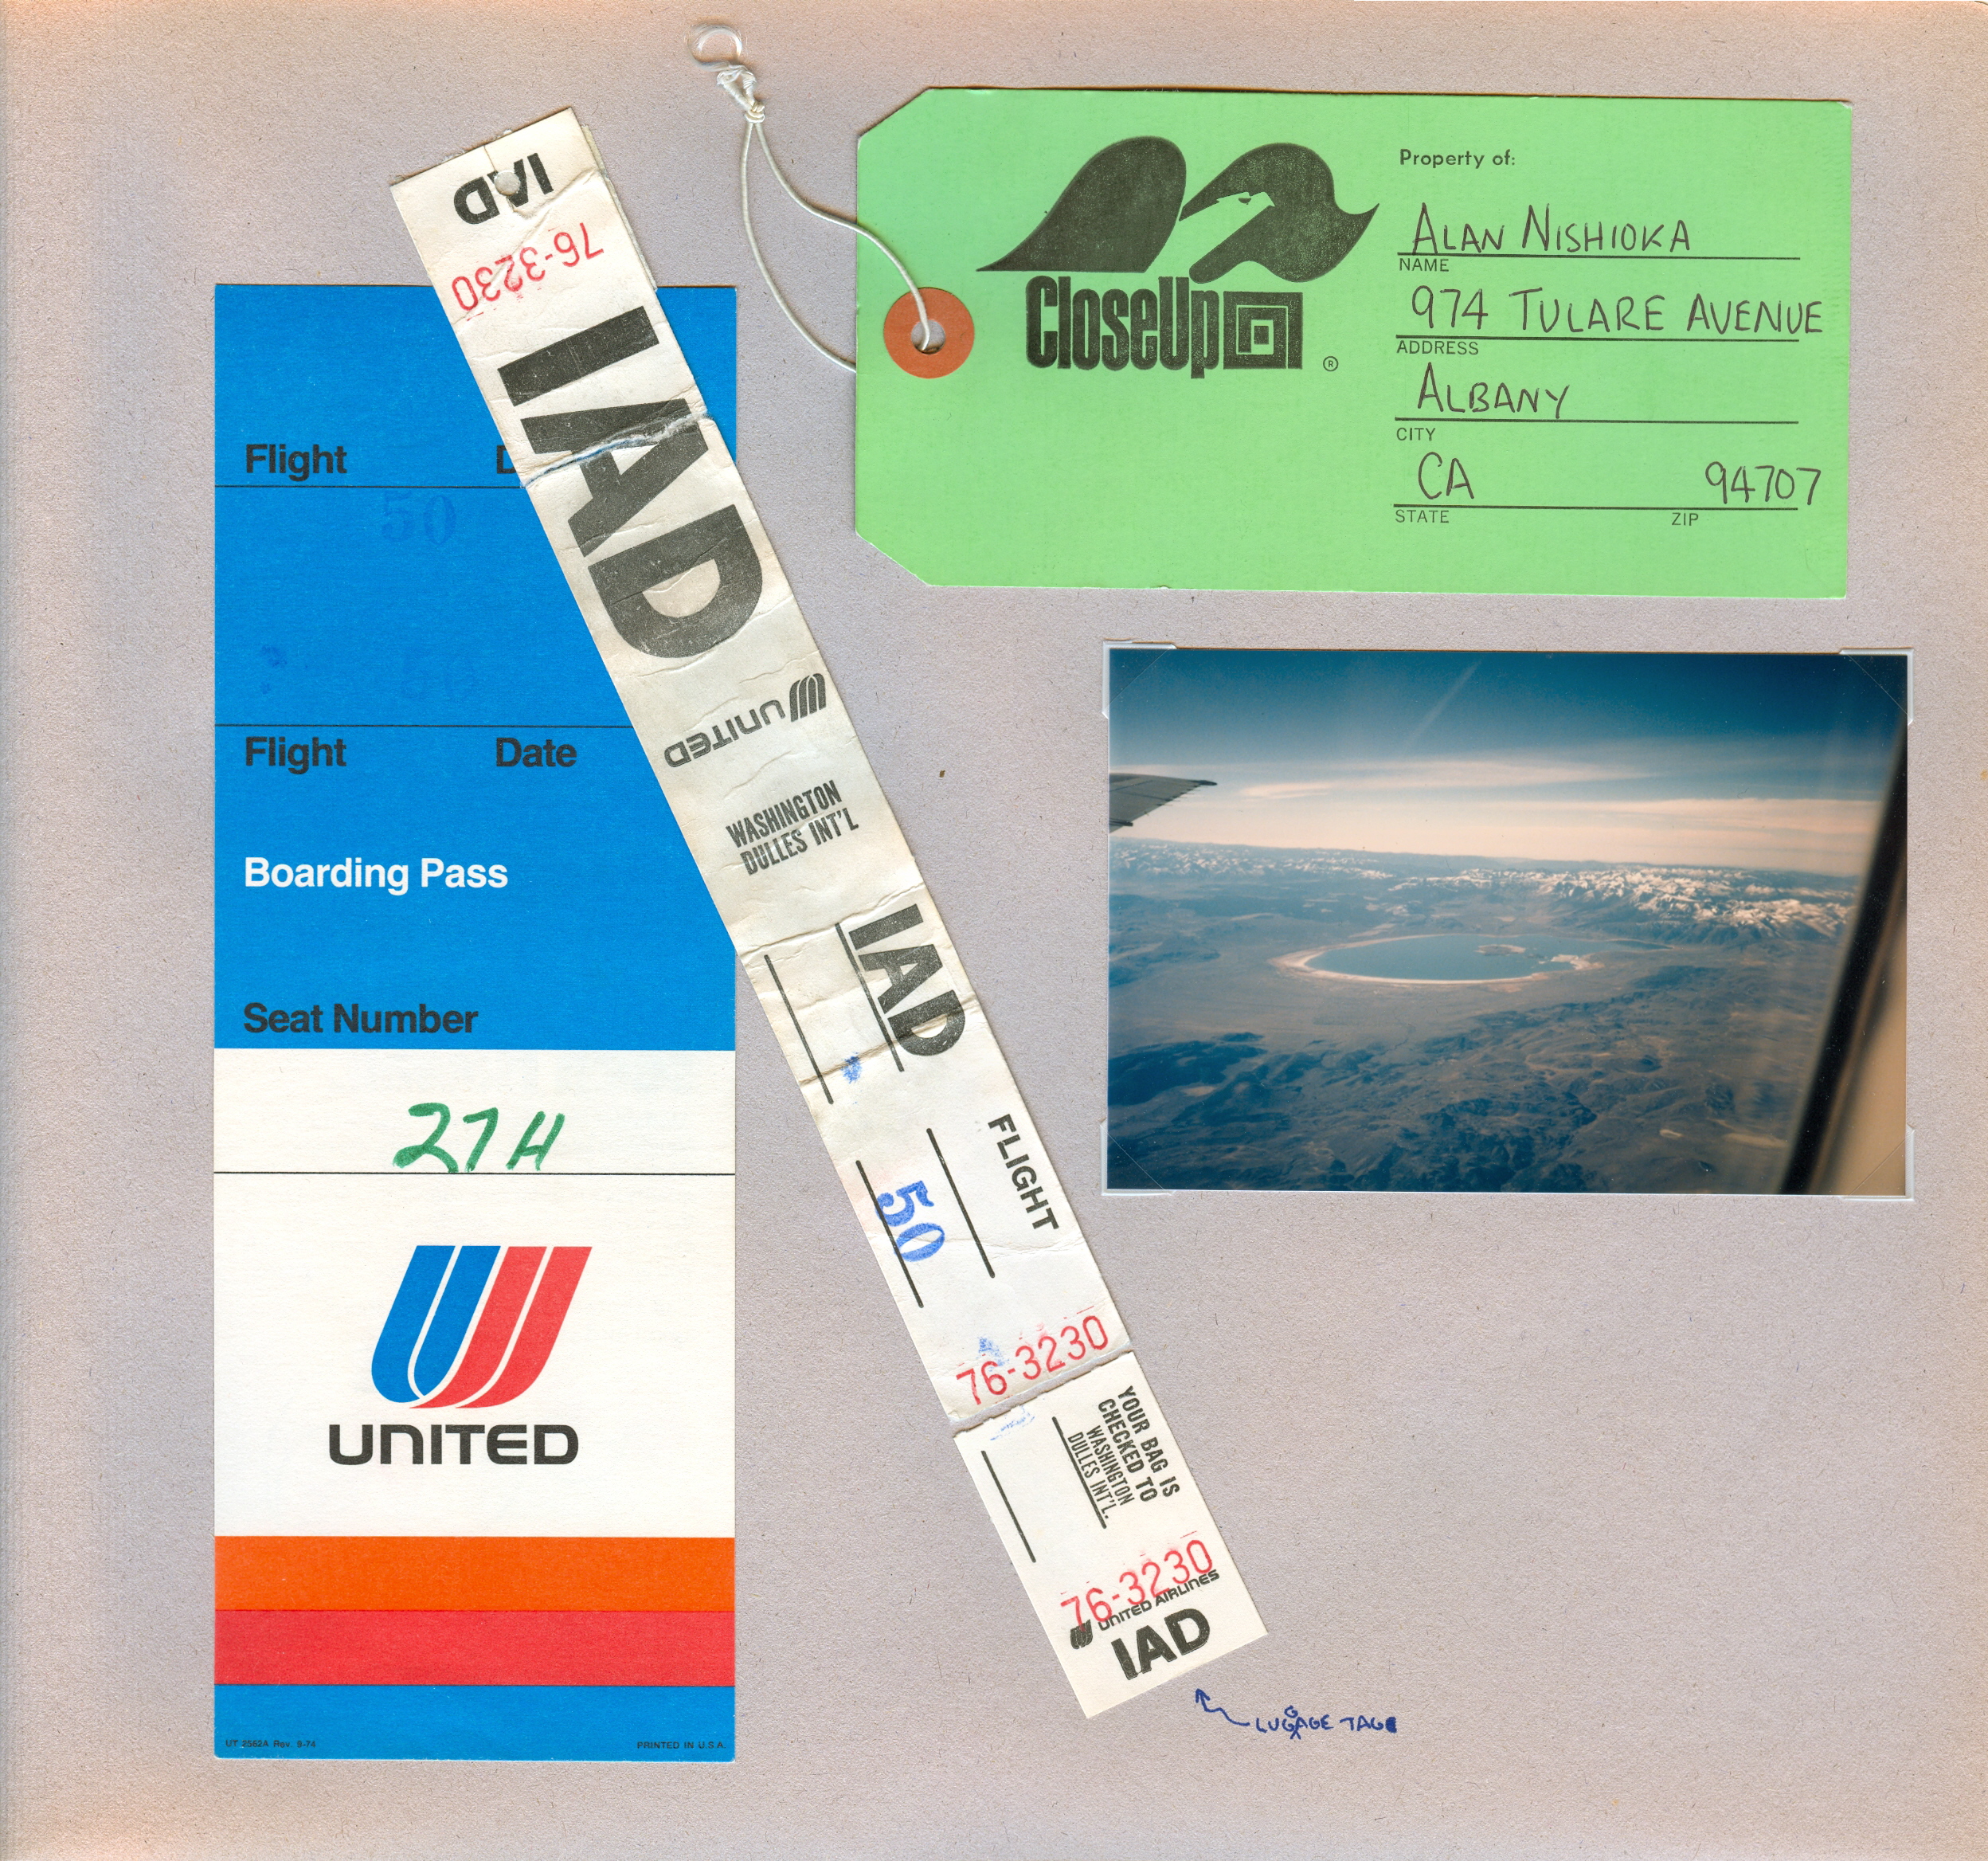 Flight D
50
50
Flight Date
Boarding Pass
Seat Number
27H
UNITED
UT 2562A Rev. 9-74 PRINTED IN U.S.A.
IAD
76-3230
IAD
UNITED
WASHINGTON
DULLES INT'L
IAD
FLIGHT
50
76-3230
YOUR BAG IS
CHECKED TO
WASHINGTON
DULLES INT'L.
76-3230
UNITED AIRLINES
IAD
LUGGAGE TAG
CloseUp ®
Property of:
ALAN NISHIOKA
NAME
974 TULARE AVENUE
ADDRESS
ALBANY
CITY
CA 94707
STATE ZIP